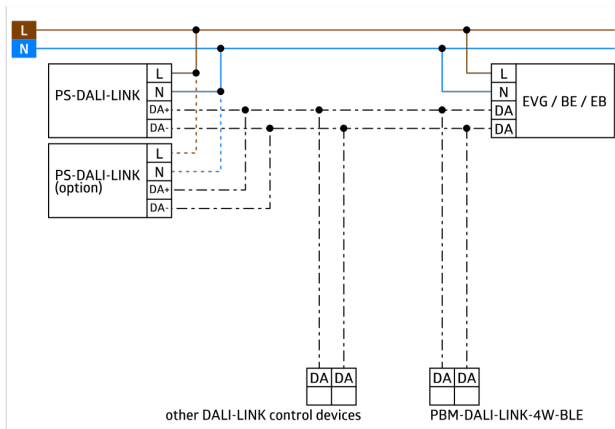 L
N
PS-DALI-LINK
L
N
DA+
DA-
PS-DALI-LINK
(option)
L
N
DA+
DA-
L
N
DA
DA
EVG / BE / EB
DA DA
DA DA
other DALI-LINK control devices
PBM-DALI-LINK-4W-BLE